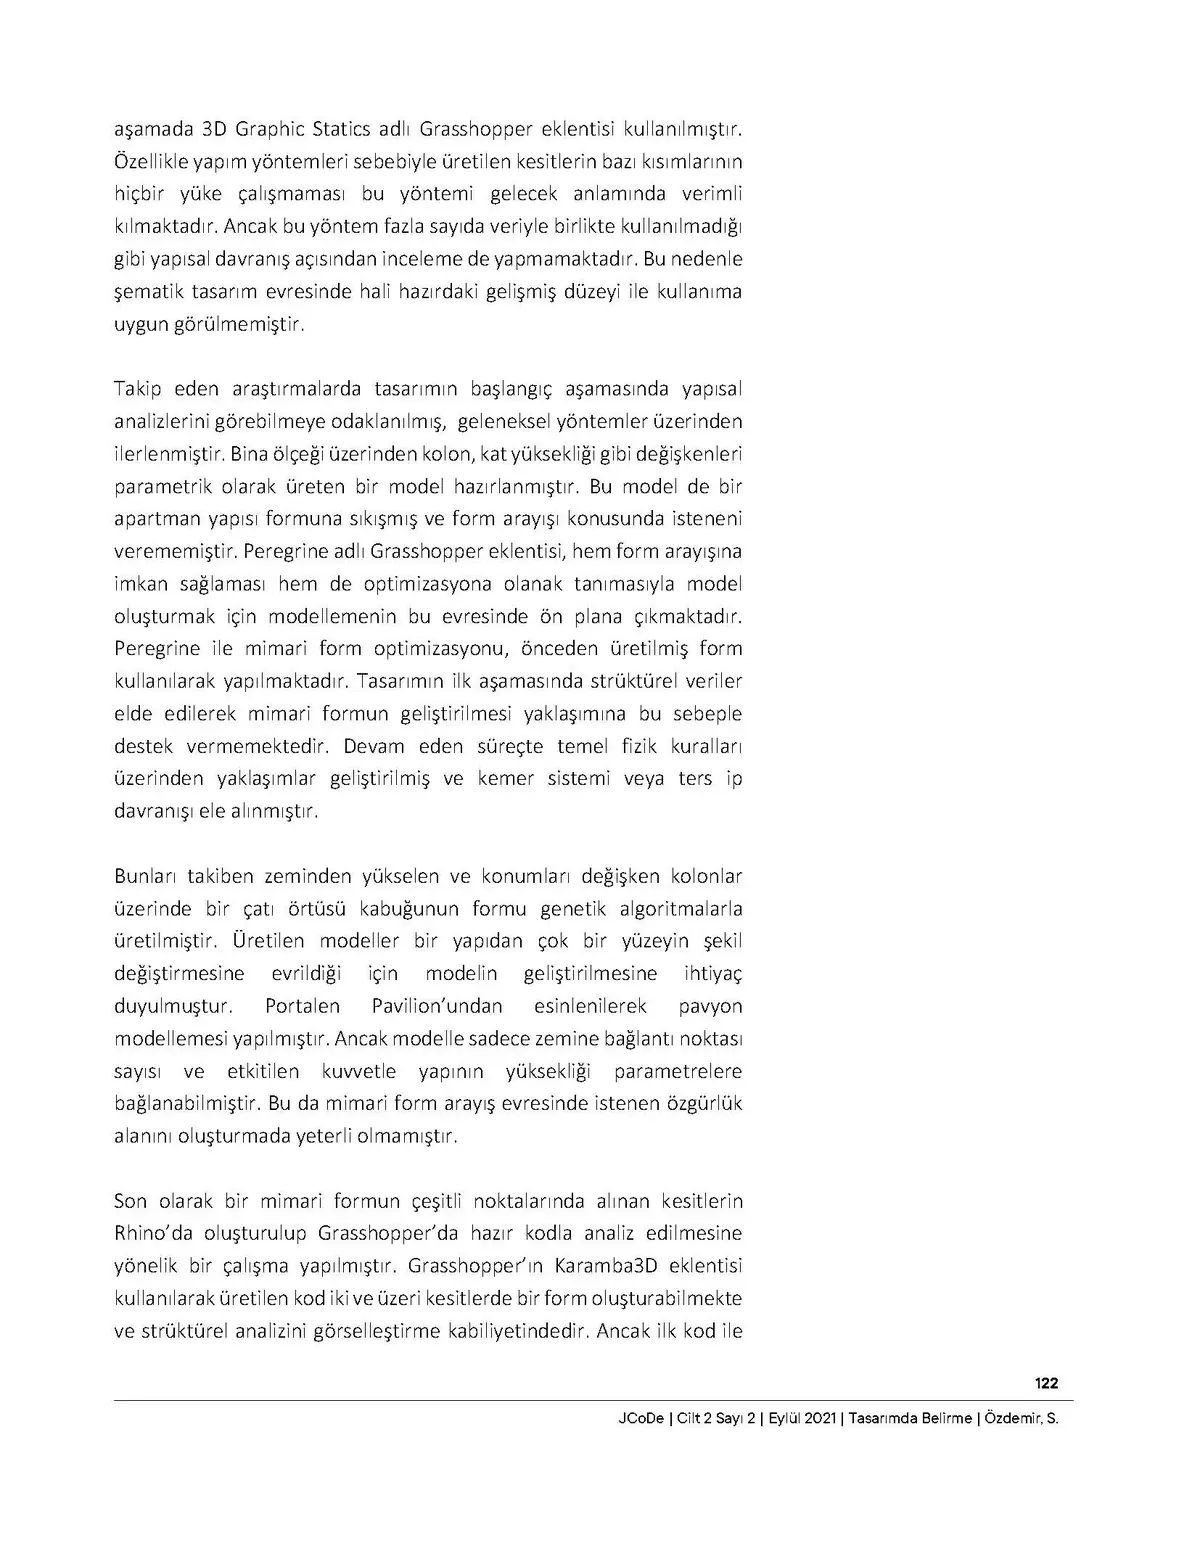 aşamada 3D Graphic Statics adlı Grasshopper eklentisi kullanılmıştır.
Özellikle yapım yöntemleri sebebiyle üretilen kesitlerin bazı kısımlarının
hiçbir yüke çalışmaması bu yöntemi gelecek anlamında verimli
kılmaktadır. Ancak bu yöntem fazla sayıda veriyle birlikte kullanılmadığı
gibi yapısal davranış açısından inceleme de yapmamaktadır. Bu nedenle
şematik tasarım evresinde hali hazırdaki gelişmiş düzeyi ile kullanıma
uygun görülmemiştir.
Takip eden araştırmalarda tasarımın başlangıç aşamasında yapısal
analizlerini görebilmeye odaklanılmış, geleneksel yöntemler üzerinden
ilerlenmiştir. Bina ölçeği üzerinden kolon, kat yüksekliği gibi değişkenleri
parametrik olarak üreten bir model hazırlanmıştır. Bu model de bir
apartman yapısı formuna sıkışmış ve form arayışı konusunda isteneni
verememiştir. Peregrine adlı Grasshopper eklentisi, hem form arayışına
imkan sağlaması hem de optimizasyona olanak tanımasıyla model
oluşturmak için modellemenin bu evresinde ön plana çıkmaktadır.
Peregrine ile mimari form optimizasyonu, önceden üretilmiş form
kullanılarak yapılmaktadır. Tasarımın ilk aşamasında strüktürel veriler
elde edilerek mimari formun geliştirilmesi yaklaşımına bu sebeple
destek vermemektedir. Devam eden süreçte temel fizik kuralları
üzerinden yaklaşımlar geliştirilmiş ve kemer sistemi veya ters ip
davranışı ele alınmıştır.
Bunları takiben zeminden yükselen ve konumları değişken kolonlar
üzerinde bir çatı örtüsü kabuğunun formu genetik algoritmalarla
üretilmiştir. Üretilen modeller bir yapıdan çok bir yüzeyin şekil
değiştirmesine evrildiği için modelin geliştirilmesine ihtiyaç
duyulmuştur. Portalen Pavilion’undan esinlenilerek pavyon
modellemesi yapılmıştır. Ancak modelle sadece zemine bağlantı noktası
sayısı ve etkitilen kuvvetle yapının yüksekliği parametrelere
bağlanabilmiştir. Bu da mimari form arayış evresinde istenen özgürlük
alanını oluşturmada yeterli olmamıştır.
Son olarak bir mimari formun çeşitli noktalarında alınan kesitlerin
Rhino’da oluşturulup Grasshopper’da hazır kodla analiz edilmesine
yönelik bir çalışma yapılmıştır. Grasshopper’ın Karamba3D eklentisi
kullanılarak üretilen kod iki ve üzeri kesitlerde bir form oluşturabilmekte
ve strüktürel analizini görselleştirme kabiliyetindedir. Ancak ilk kod ile
122
JCoDe | Cilt 2 Sayı 2 | Eylül 2021 | Tasarımda Belirme | Özdemir, S.